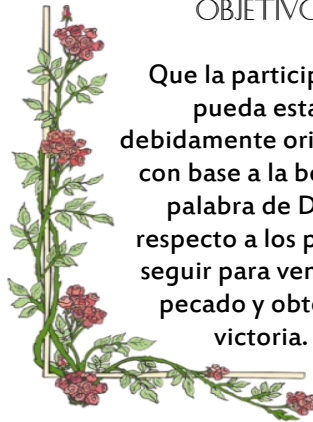 OBJETIVO
Que la particip
pueda esta
debidamente ori
con base a la be
palabra de D
respecto a los p
seguir para ven
pecado y obt
victoria.